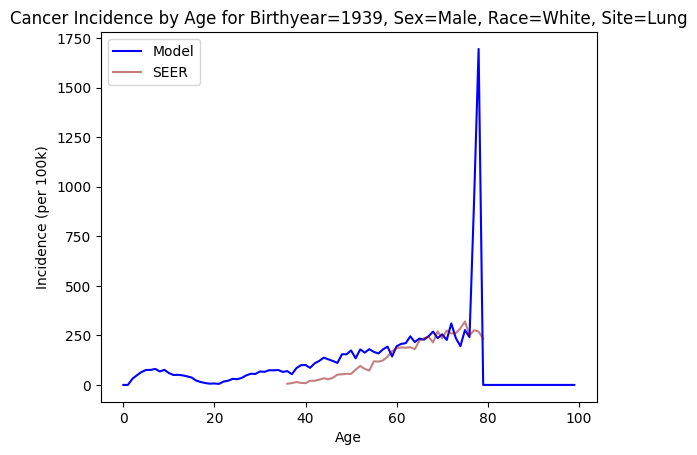 Cancer Incidence by Age for Birthyear=1939, Sex=Male, Race=White, Site=Lung
Model
SEER
Incidence (per 100k)
1750
1500
1250
1000
750
500
250
0
0 20 40 60 80 100
Age